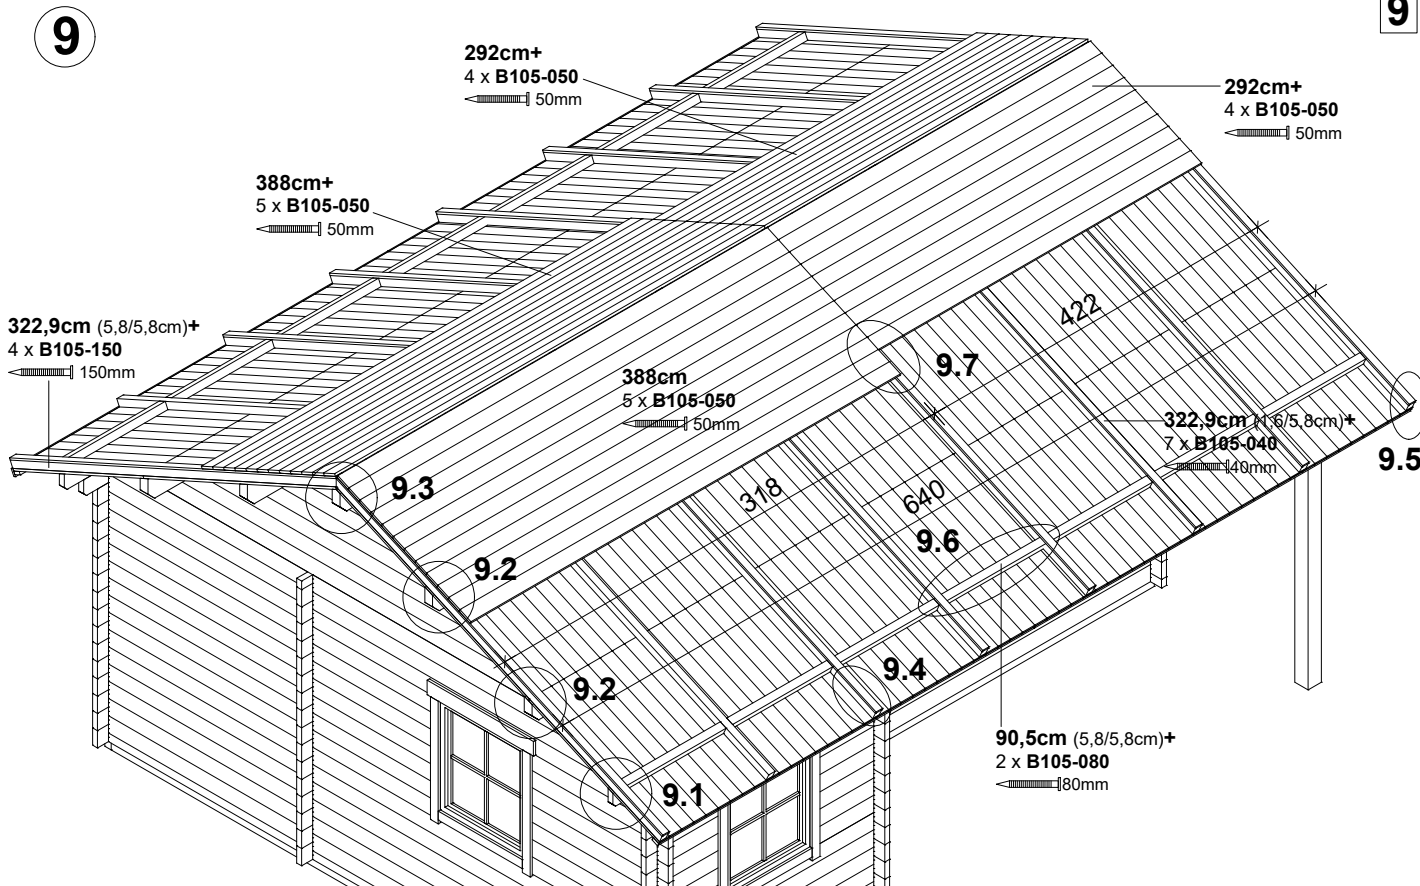 9
9
292cm+
4 x B105-050
50mm
292cm+
4 x B105-050
50mm
388cm+
5 x B105-050
50mm
322,9cm (5,8/5,8cm)+
4 x B105-150
150mm
422
9.7
388cm
5 x B105-050
50mm
322,9cm (1,6/5,8cm)+
7 x B105-040
40mm
9.5
9.3
318
640
9.6
9.2
9.2
9.4
90,5cm (5,8/5,8cm)+
2 x B105-080
80mm
9.1